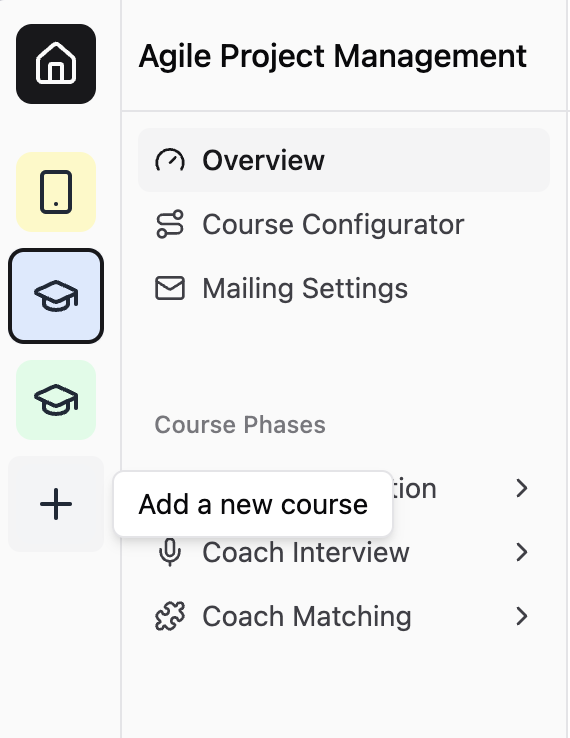 Agile Project Management
Overview
Course Configurator
Mailing Settings
Course Phases
Add a new course
Coach Interview
Coach Matching